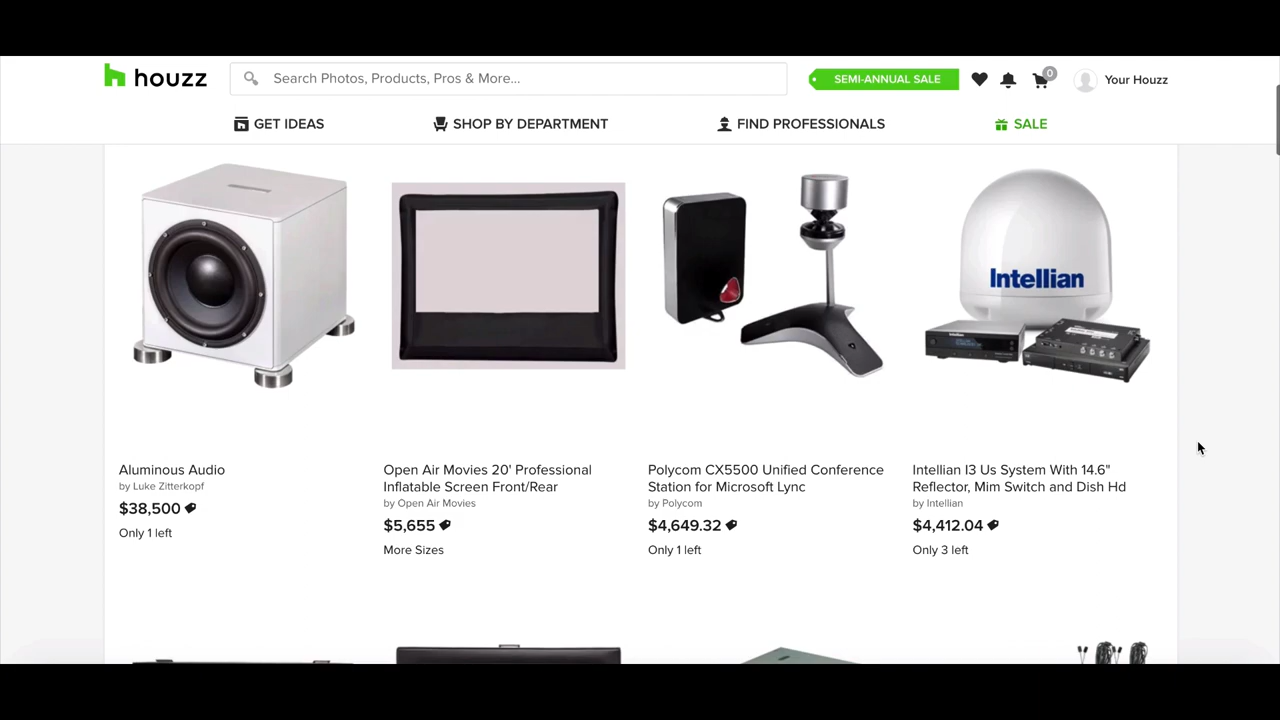 houzz
Search Photos, Products, Pros & More...
SEMI-ANNUAL SALE
0
Your Houzz
GET IDEAS
SHOP BY DEPARTMENT
FIND PROFESSIONALS
SALE
Intellian
Aluminous Audio
by Luke Zitterkopf
$38,500
Only 1 left
Open Air Movies 20' Professional
Inflatable Screen Front/Rear
by Open Air Movies
$5,655
More Sizes
Polycom CX5500 Unified Conference
Station for Microsoft Lync
by Polycom
$4,649.32
Only 1 left
Intellian I3 Us System With 14.6"
Reflector, Mim Switch and Dish Hd
by Intellian
$4,412.04
Only 3 left